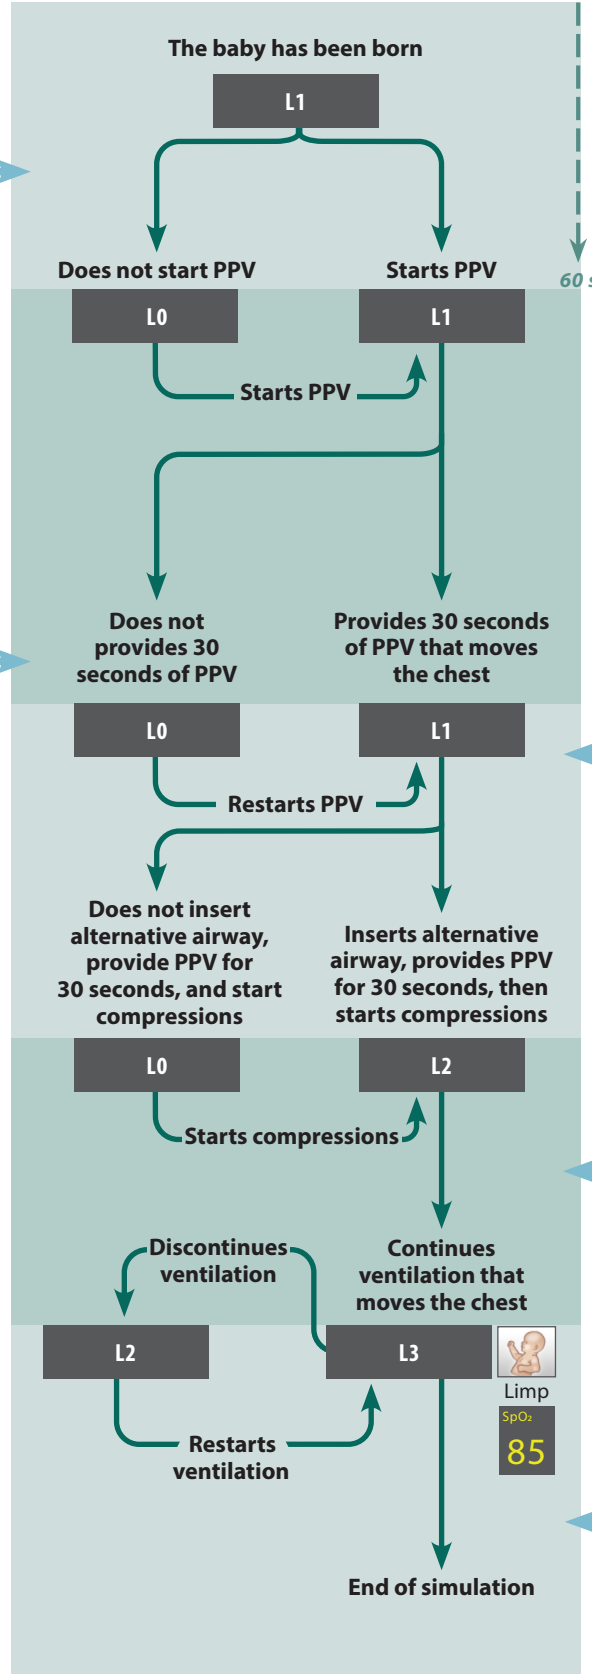 The baby has been born
L1
Does not start PPV
Starts PPV
60 s
L0
L1
Starts PPV
Does not
provides 30
seconds of PPV
Provides 30 seconds
of PPV that moves
the chest
L0
L1
Restarts PPV
Does not insert
alternative airway,
provide PPV for
30 seconds, and start
compressions
Inserts alternative
airway, provides PPV
for 30 seconds, then
starts compressions
L0
L2
Starts compressions
Discontinues
ventilation
Continues
ventilation that
moves the chest
L2
L3
Limp
SpO₂
85
Restarts
ventilation
End of simulation